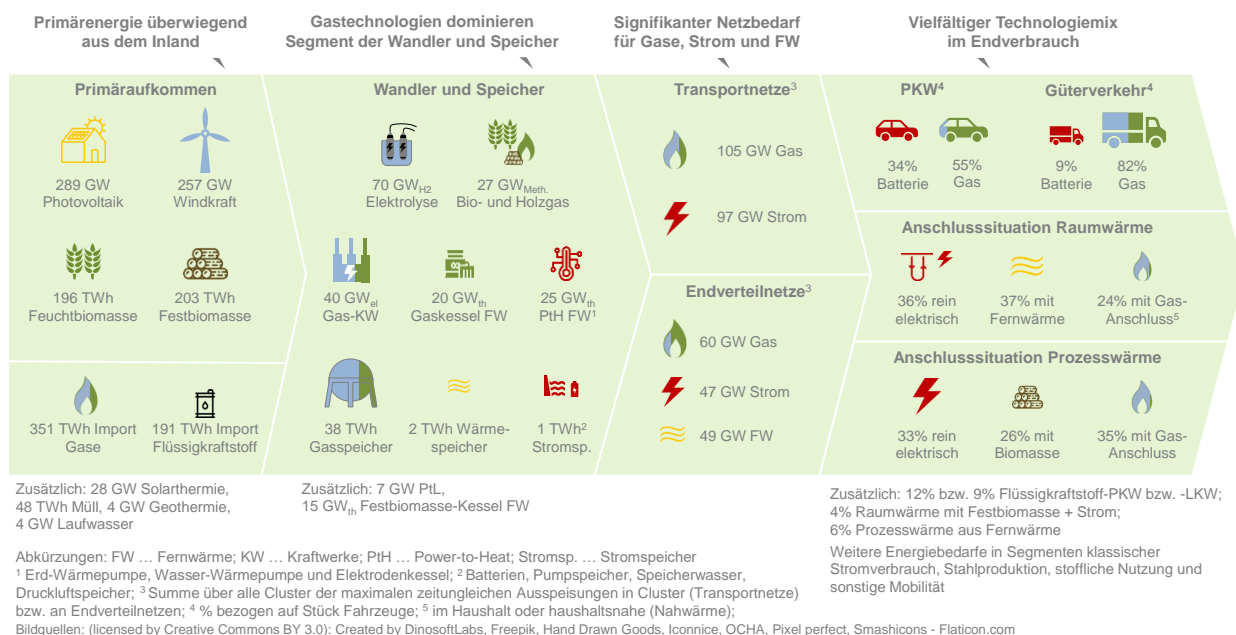 Primärenergie überwiegend
aus dem Inland
Gastechnologien dominieren
Segment der Wandler und Speicher
Signifikanter Netzbedarf
für Gase, Strom und FW
Vielfältiger Technologiemix
im Endverbrauch
Primäraufkommen
289 GW
Photovoltaik
257 GW
Windkraft
196 TWh
Feuchtbiomasse
203 TWh
Festbiomasse
351 TWh Import
Gase
191 TWh Import
Flüssigkraftstoff
Wandler und Speicher
70 GW_H2
Elektrolyse
27 GW_Meth.
Bio- und Holzgas
40 GW_el
Gas-KW
20 GW_th
Gaskessel FW
25 GW_th
PtH FW¹
38 TWh
Gasspeicher
2 TWh Wärme-
speicher
1 TWh²
Stromsp.
Transportnetze³
105 GW Gas
97 GW Strom
Endverteilnetze³
60 GW Gas
47 GW Strom
49 GW FW
PKW⁴
34%
Batterie
55%
Gas
Güterverkehr⁴
9%
Batterie
82%
Gas
Anschlusssituation Raumwärme
36% rein
elektrisch
37% mit
Fernwärme
24% mit Gas-
Anschluss⁵
Anschlusssituation Prozesswärme
33% rein
elektrisch
26% mit
Biomasse
35% mit Gas-
Anschluss
Zusätzlich: 28 GW Solarthermie,
48 TWh Müll, 4 GW Geothermie,
4 GW Laufwasser
Zusätzlich: 7 GW PtL,
15 GW_th Festbiomasse-Kessel FW
Zusätzlich: 12% bzw. 9% Flüssigkraftstoff-PKW bzw. -LKW;
4% Raumwärme mit Festbiomasse + Strom;
6% Prozesswärme aus Fernwärme
Weitere Energiebedarfe in Segmenten klassischer
Stromverbrauch, Stahlproduktion, stoffliche Nutzung und
sonstige Mobilität
Abkürzungen: FW … Fernwärme; KW … Kraftwerke; PtH … Power-to-Heat; Stromsp. … Stromspeicher
¹ Erd-Wärmepumpe, Wasser-Wärmepumpe und Elektrodenkessel; ² Batterien, Pumpspeicher, Speicherwasser,
Druckluftspeicher; ³ Summe über alle Cluster der maximalen zeitungleichen Ausspeisungen in Cluster (Transportnetze)
bzw. an Endverteilnetzen; ⁴ % bezogen auf Stück Fahrzeuge; ⁵ im Haushalt oder haushaltsnahe (Nahwärme);
Bildquellen: (licensed by Creative Commons BY 3.0): Created by DinosoftLabs, Freepik, Hand Drawn Goods, Iconnice, OCHA, Pixel perfect, Smashicons - Flaticon.com